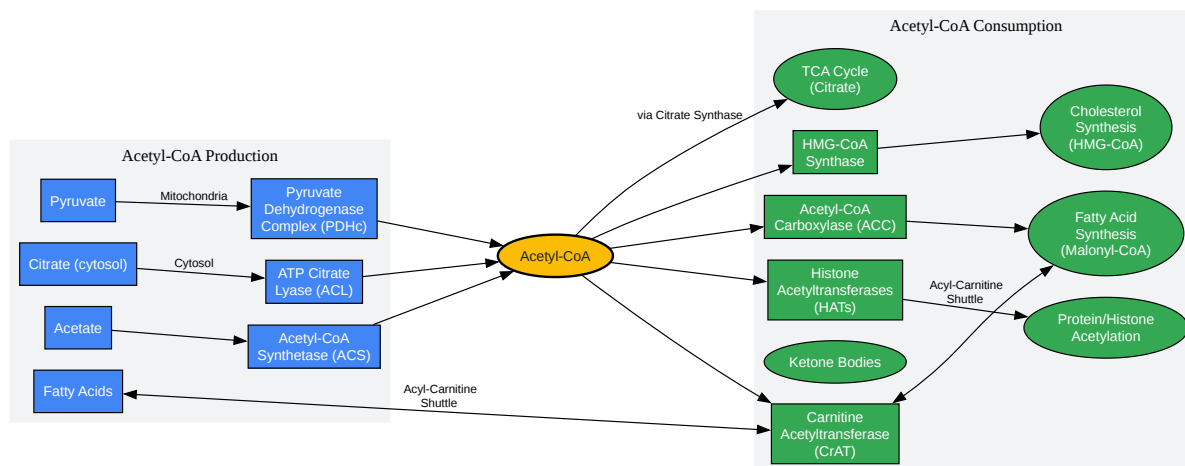 Acetyl-CoA Production
Pyruvate
Mitochondria
Pyruvate
Dehydrogenase
Complex (PDHc)
Citrate (cytosol)
Cytosol
ATP Citrate
Lyase (ACL)
Acetate
Acetyl-CoA
Synthetase (ACS)
Fatty Acids
Acyl-Carnitine
Shuttle
Acetyl-CoA
via Citrate Synthase
Acetyl-CoA Consumption
TCA Cycle
(Citrate)
HMG-CoA
Synthase
Cholesterol
Synthesis
(HMG-CoA)
Acetyl-CoA
Carboxylase (ACC)
Fatty Acid
Synthesis
(Malonyl-CoA)
Histone
Acetyltransferases
(HATs)
Acyl-Carnitine
Shuttle
Protein/Histone
Acetylation
Ketone Bodies
Carnitine
Acetyltransferase
(CrAT)